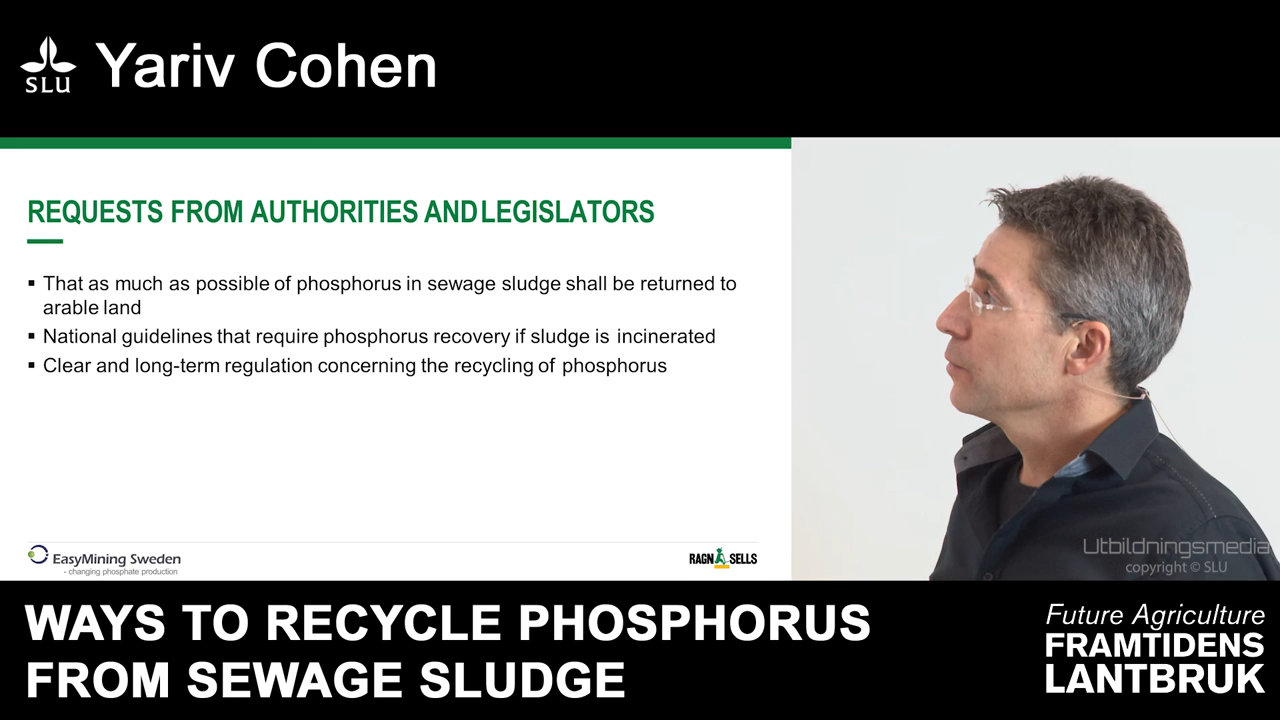 SLU
Yariv Cohen
REQUESTS FROM AUTHORITIES AND LEGISLATORS
▪ That as much as possible of phosphorus in sewage sludge shall be returned to
arable land
▪ National guidelines that require phosphorus recovery if sludge is incinerated
▪ Clear and long-term regulation concerning the recycling of phosphorus
EasyMining Sweden
- changing phosphate production
RAGN SELLS
Utbildningsmedia
copyright © SLU
WAYS TO RECYCLE PHOSPHORUS
FROM SEWAGE SLUDGE
Future Agriculture
FRAMTIDENS
LANTBRUK